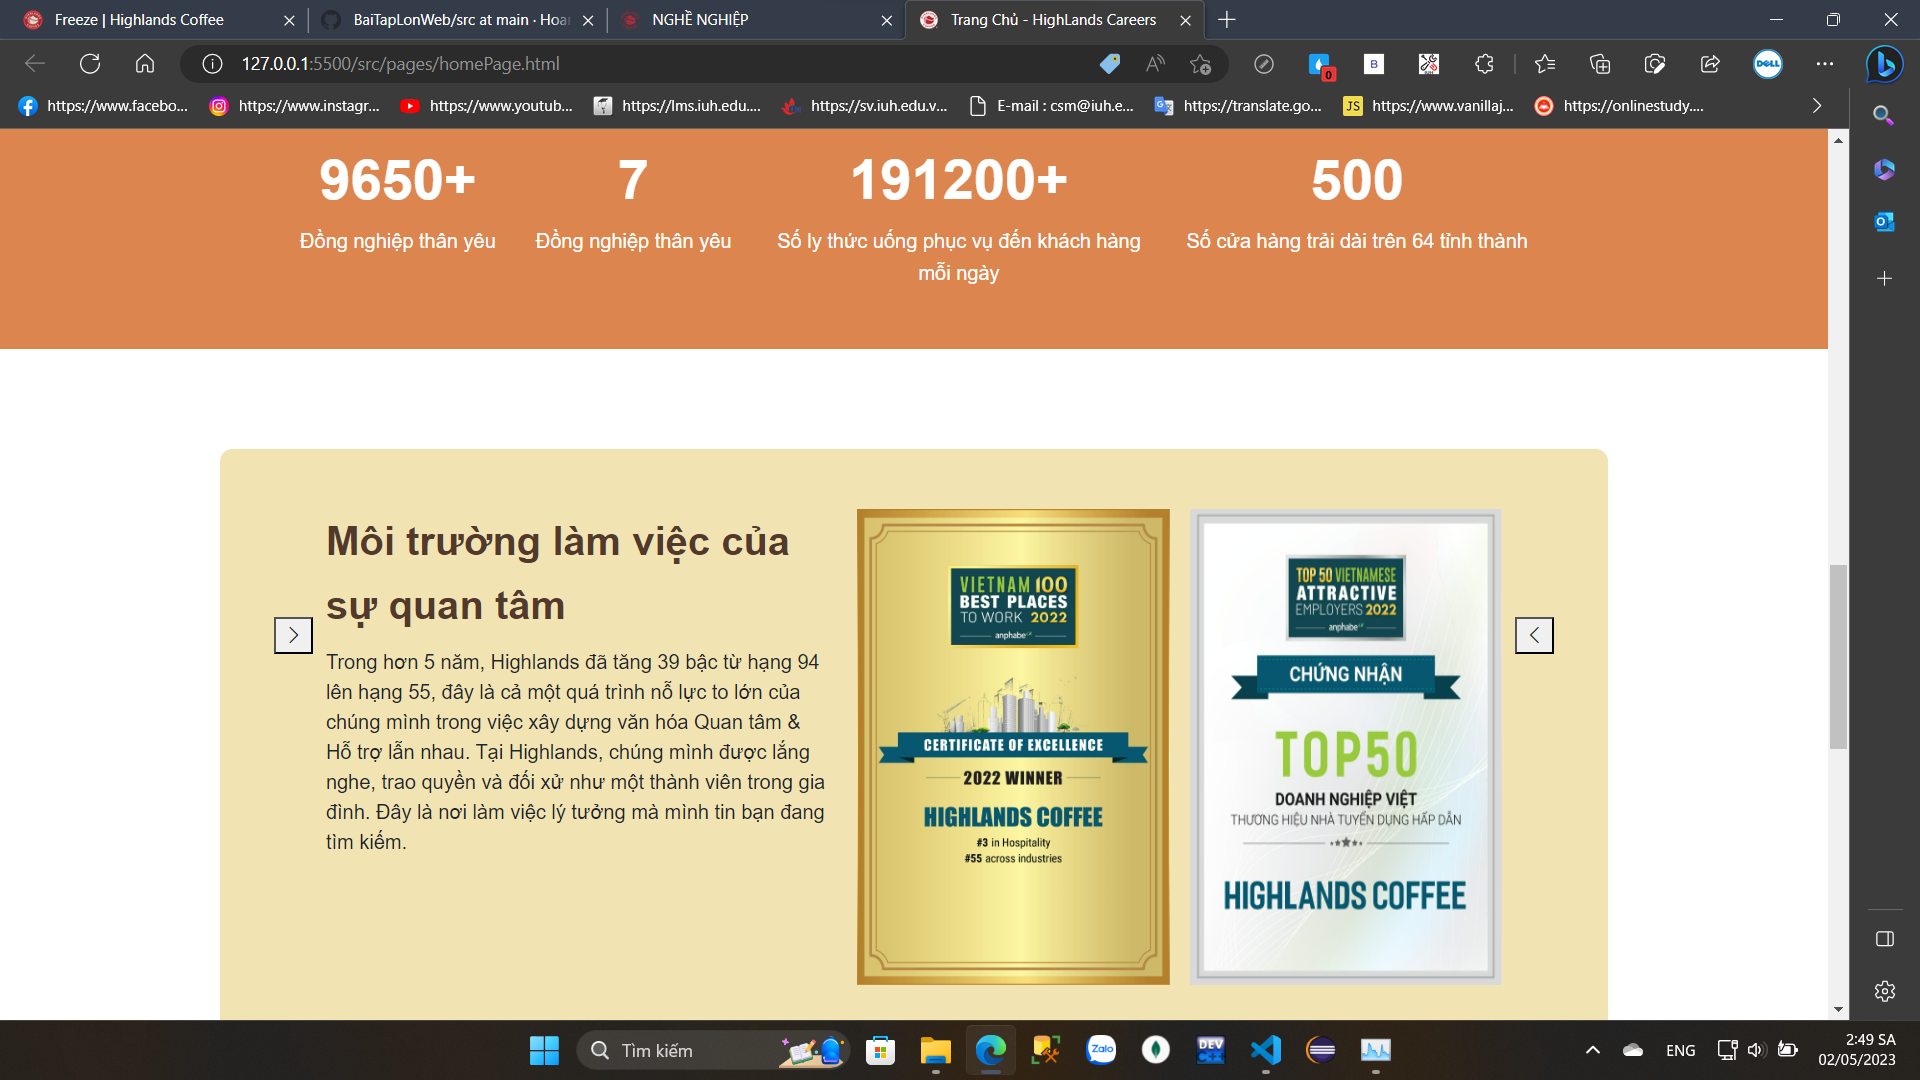 Freeze | Highlands Coffee
BaiTapLonWeb/src at main · Hoar
NGHỀ NGHIỆP
Trang Chủ - HighLands Careers
127.0.0.1:5500/src/pages/homePage.html
0
B
DELL
https://www.facebo...
https://www.instagr...
https://www.youtub...
https://lms.iuh.edu....
https://sv.iuh.edu.v...
E-mail : csm@iuh.e...
https://translate.go...
JS
https://www.vanillaj...
https://onlinestudy....
9650+
7
191200+
500
Đồng nghiệp thân yêu
Đồng nghiệp thân yêu
Số ly thức uống phục vụ đến khách hàng
mỗi ngày
Số cửa hàng trải dài trên 64 tỉnh thành
Môi trường làm việc của
sự quan tâm
Trong hơn 5 năm, Highlands đã tăng 39 bậc từ hạng 94
lên hạng 55, đây là cả một quá trình nỗ lực to lớn của
chúng mình trong việc xây dựng văn hóa Quan tâm &
Hỗ trợ lẫn nhau. Tại Highlands, chúng mình được lắng
nghe, trao quyền và đối xử như một thành viên trong gia
đình. Đây là nơi làm việc lý tưởng mà mình tin bạn đang
tìm kiếm.
VIETNAM 100
BEST PLACES
TO WORK 2022
anphabe
CERTIFICATE OF EXCELLENCE
2022 WINNER
HIGHLANDS COFFEE
#3 in Hospitality
#55 across industries
TOP 50 VIETNAMESE
ATTRACTIVE
EMPLOYERS 2022
anphabe
CHỨNG NHẬN
TOP50
DOANH NGHIỆP VIỆT
THƯƠNG HIỆU NHÀ TUYỂN DỤNG HẤP DẪN
HIGHLANDS COFFEE
Tìm kiếm
Zalo
DEV
ENG
2:49 SA
02/05/2023